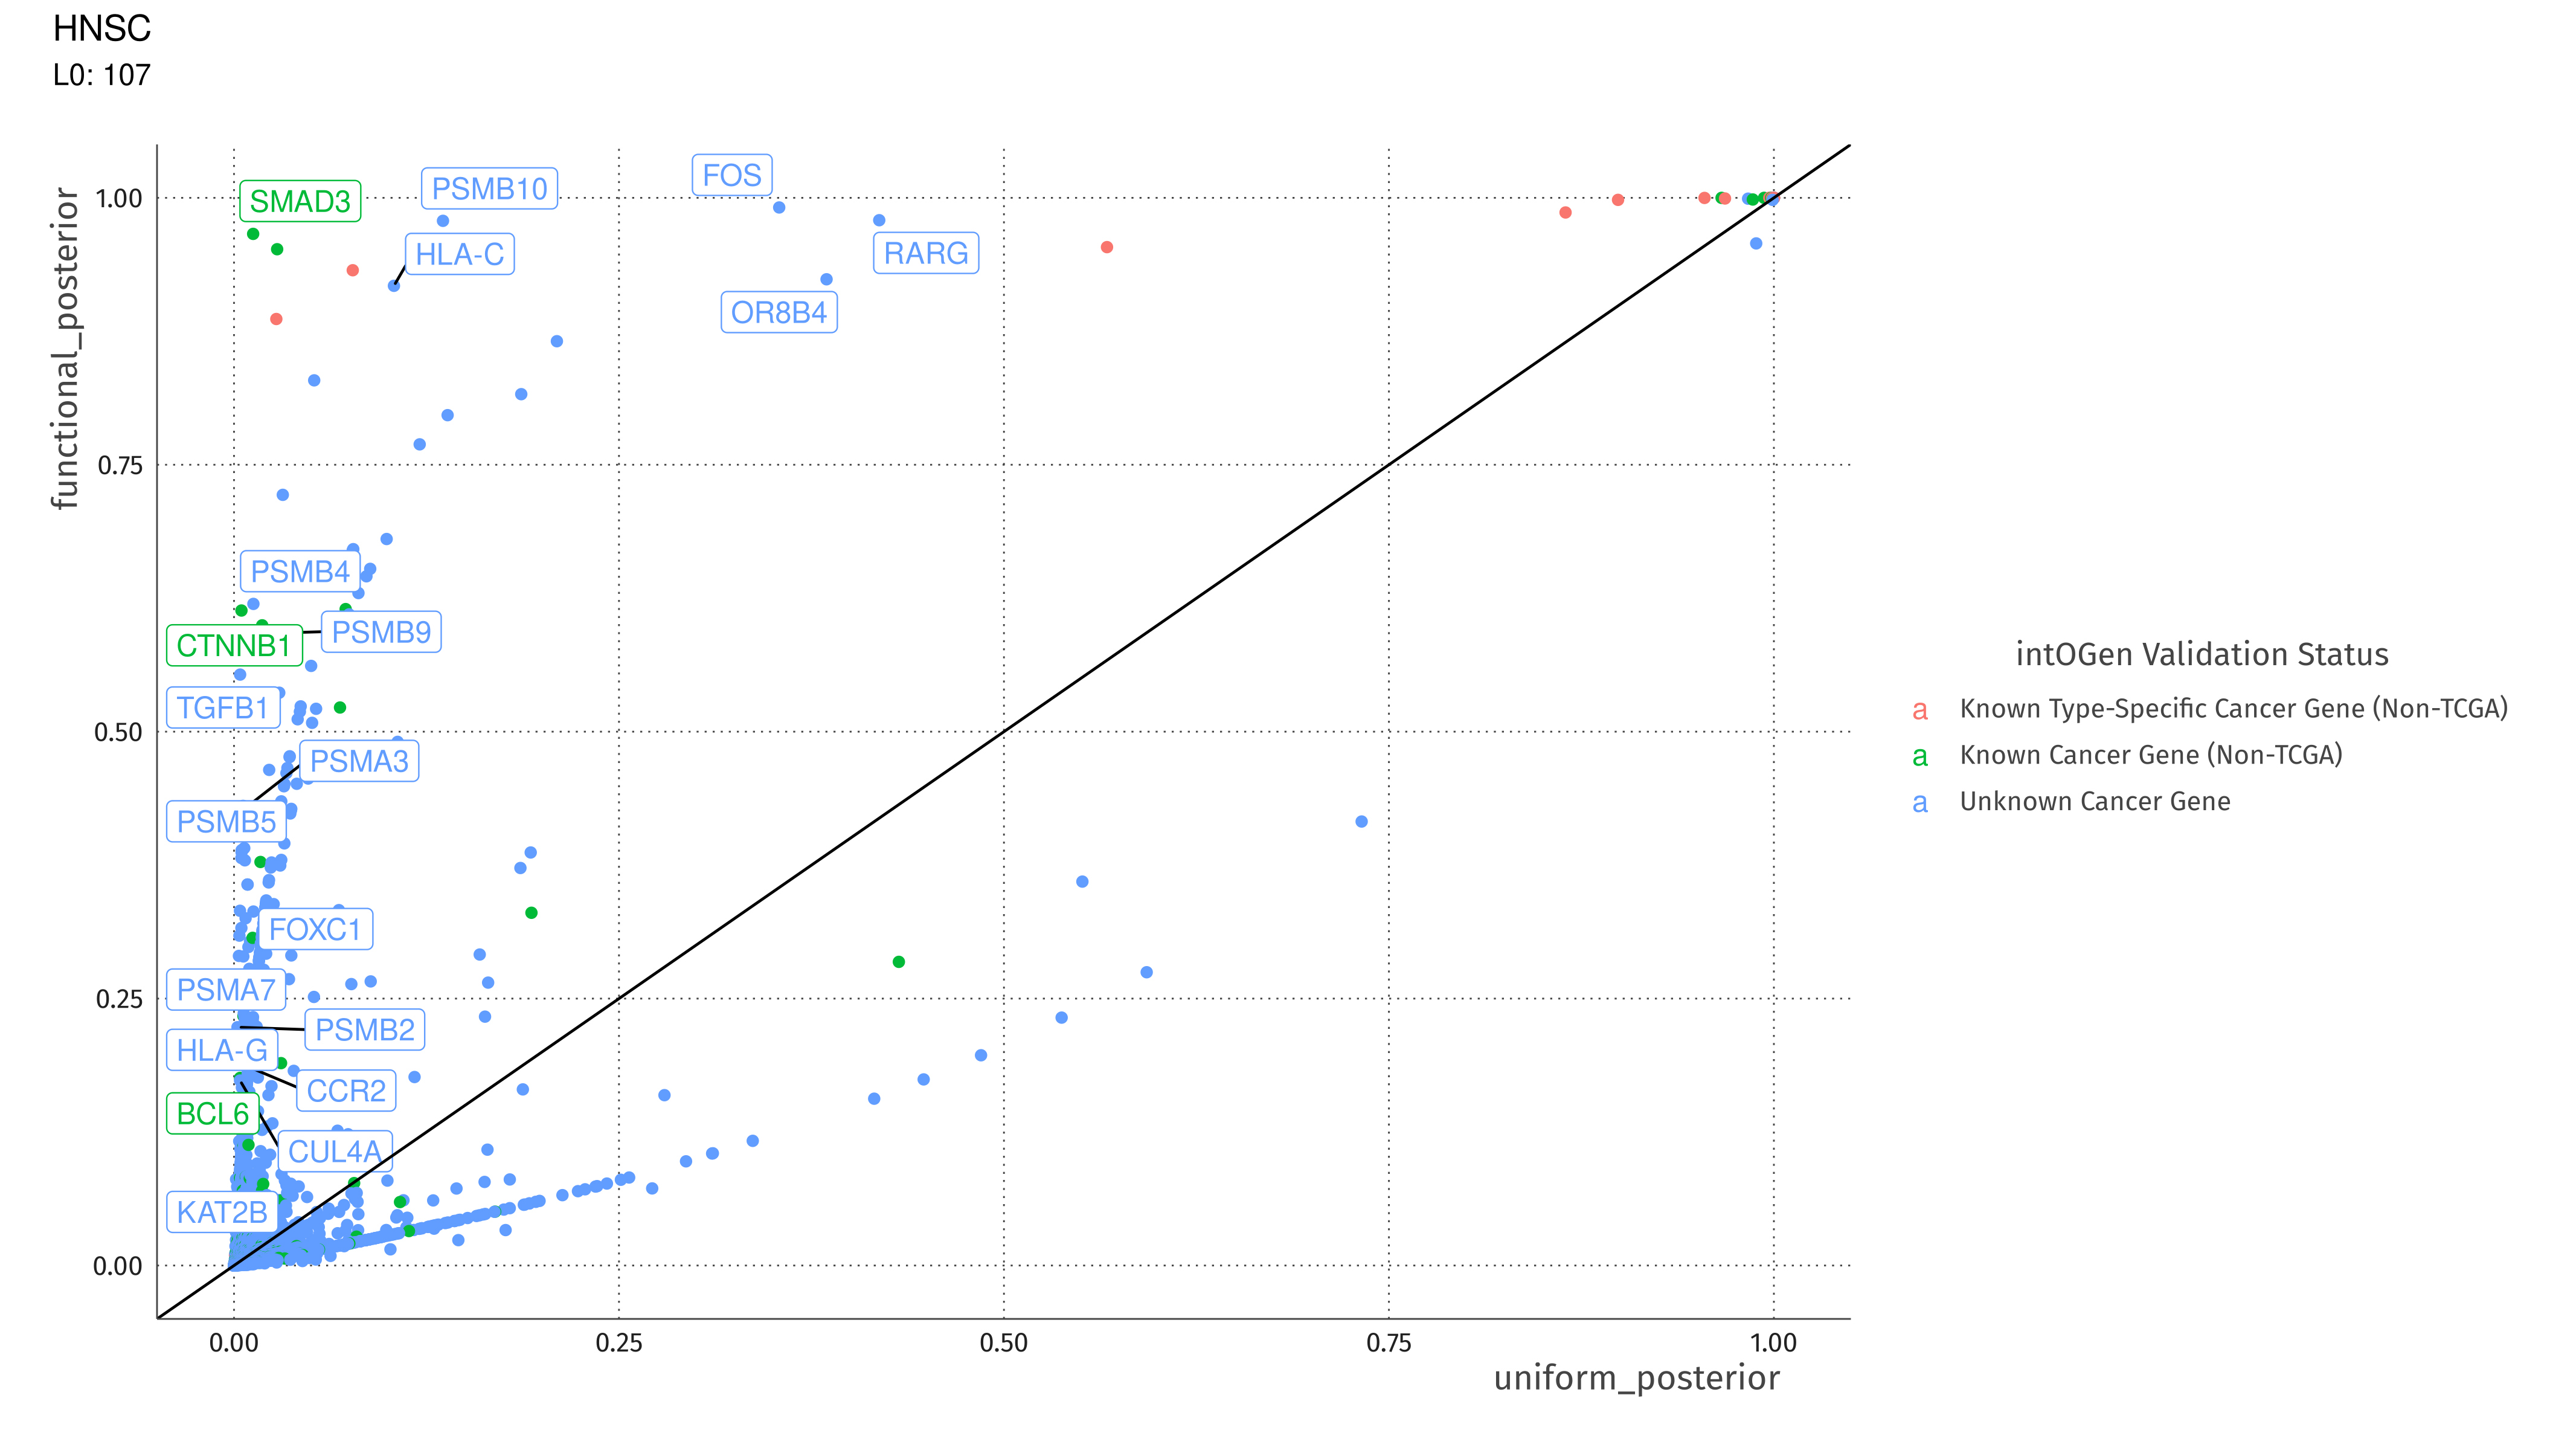 HNSC
L0: 107
functional_posterior
1.00
0.75
0.50
0.25
0.00
SMAD3
PSMB10
FOS
HLA-C
RARG
OR8B4
PSMB4
PSMB9
CTNNB1
TGFB1
PSMA3
PSMB5
FOXC1
PSMA7
PSMB2
HLA-G
CCR2
BCL6
CUL4A
KAT2B
0.00
0.25
0.50
0.75
1.00
uniform_posterior
intOGen Validation Status
a Known Type-Specific Cancer Gene (Non-TCGA)
a Known Cancer Gene (Non-TCGA)
a Unknown Cancer Gene